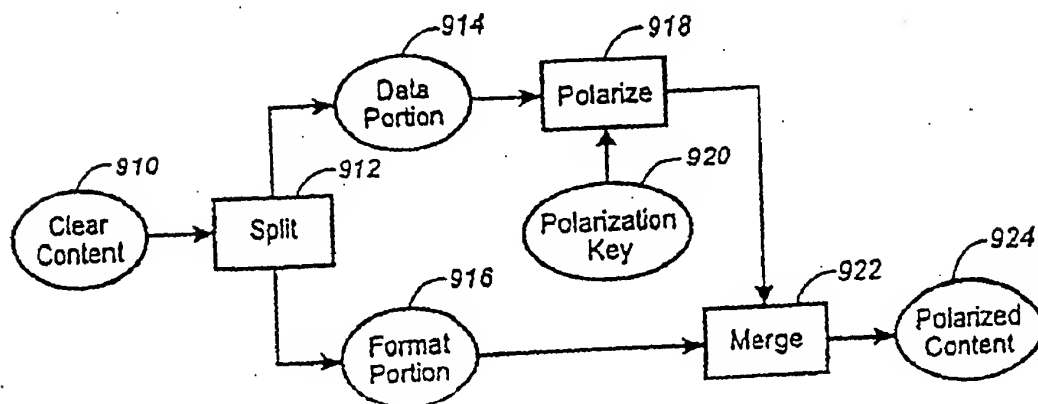 914
Data
Portion
918
Polarize
910
Clear
Content
912
Split
920
Polarization
Key
916
Format
Portion
922
Merge
924
Polarized
Content